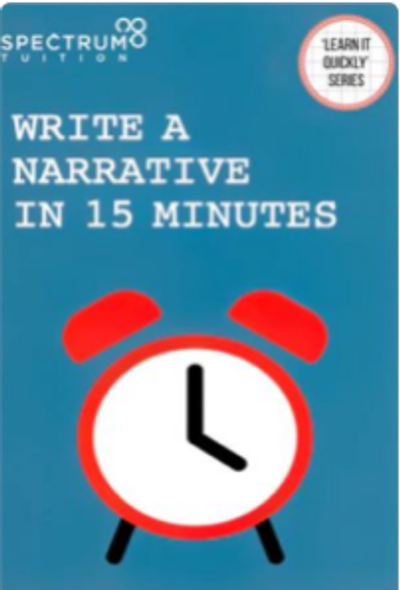 SPECTRUM
TUITION
'LEARN IT
QUICKLY'
SERIES
WRITE A
NARRATIVE
IN 15 MINUTES